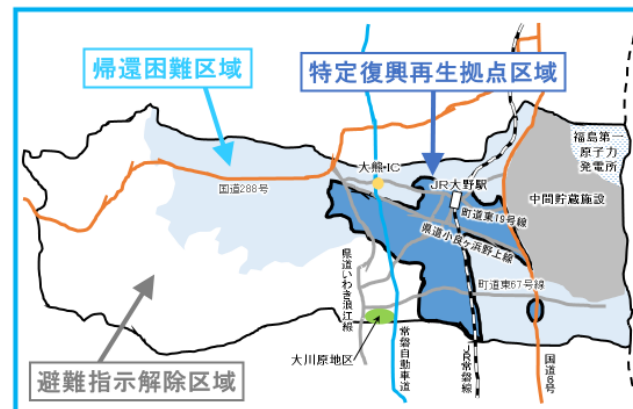 帰還困難区域
特定復興再生拠点区域
福島第一
原子力
発電所
大熊IC
JR大野駅
国道288号
中間貯蔵施設
町道東19号線
県道小良ヶ浜野上線
県道いわき浪江線
町道東67号線
大川原地区
常磐自動車道
JR常磐線
国道6号
避難指示解除区域